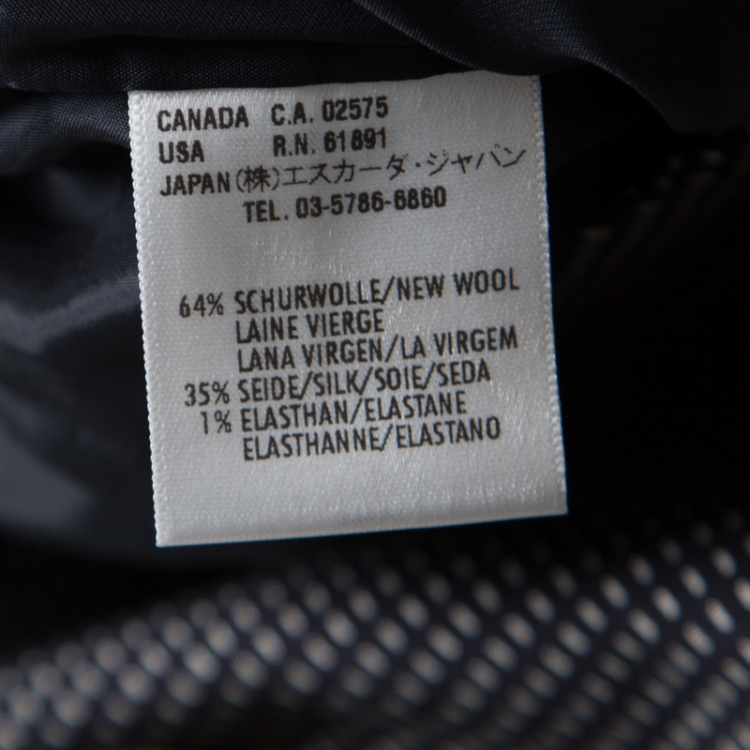 CANADA C.A. 02575
USA R.N. 61891
JAPAN(株)エスカーダ・ジャパン
TEL. 03-5786-6860
64% SCHURWOLLE/NEW WOOL
LAINE VIERGE
LANA VIRGEN/LA VIRGEM
35% SEIDE/SILK/SOIE/SEDA
1% ELASTHAN/ELASTANE
ELASTHANNE/ELASTANO